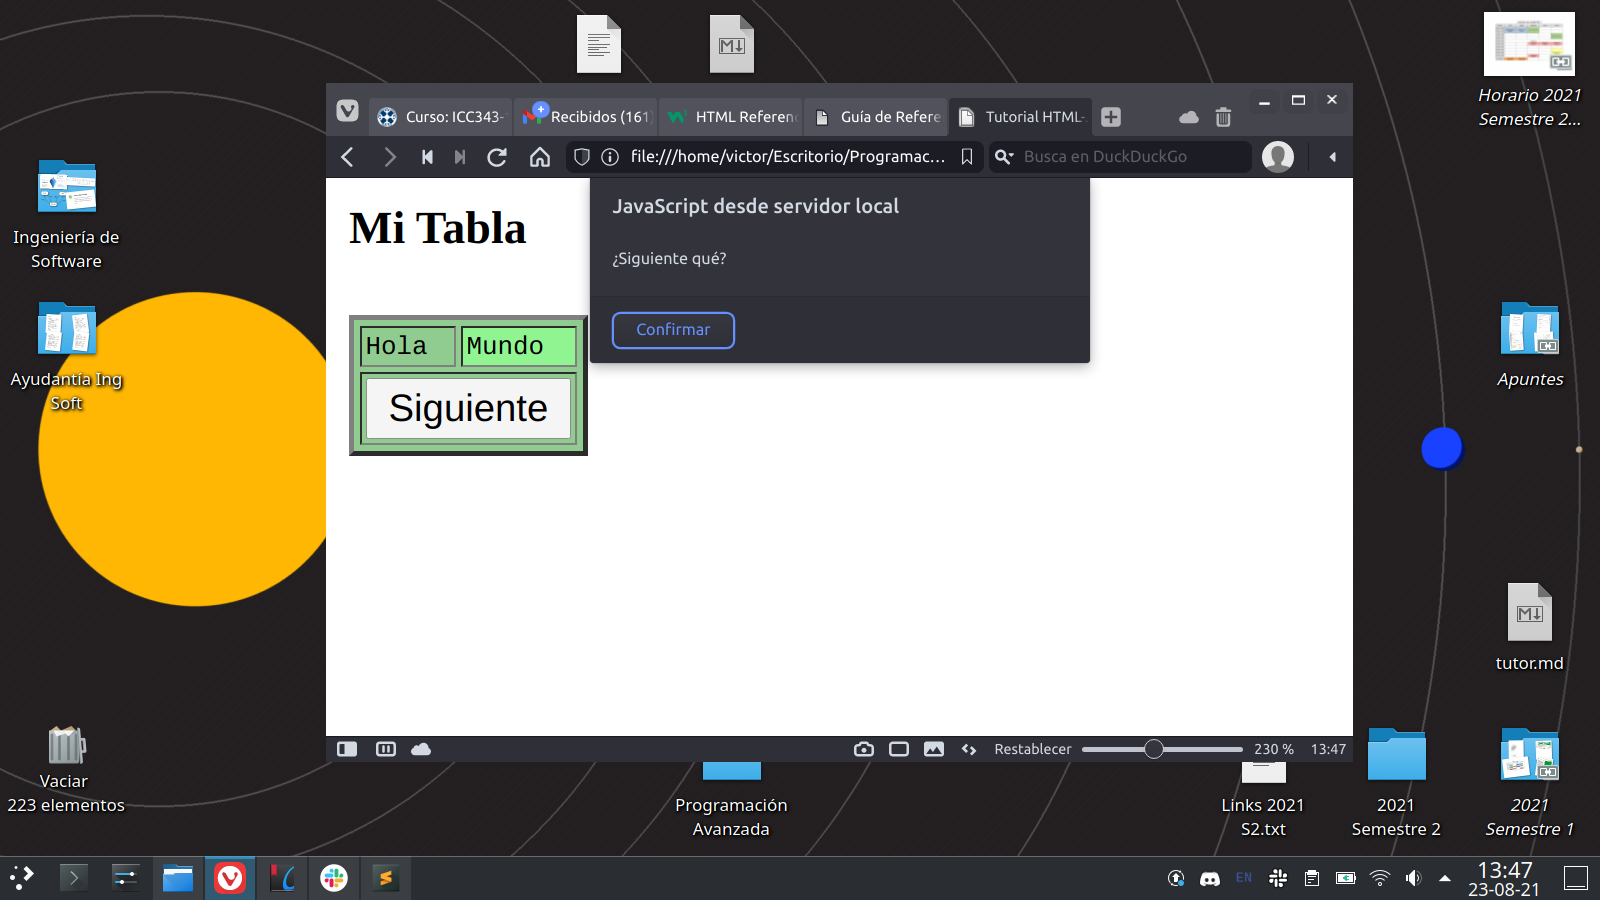 Horario 2021
Semestre 2...
Curso: ICC343-
Recibidos (161)
HTML Referenc
Guía de Refere
Tutorial HTML-
file:///home/victor/Escritorio/Programac...
Busca en DuckDuckGo
JavaScript desde servidor local
¿Siguiente qué?
Confirmar
Mi Tabla
Hola
Mundo
Siguiente
Ingeniería de
Software
Ayudantía Ing
Soft
Apuntes
tutor.md
Restablecer
230 %
13:47
Vaciar
223 elementos
Programación
Avanzada
Links 2021
S2.txt
2021
Semestre 2
2021
Semestre 1
EN
13:47
23-08-21